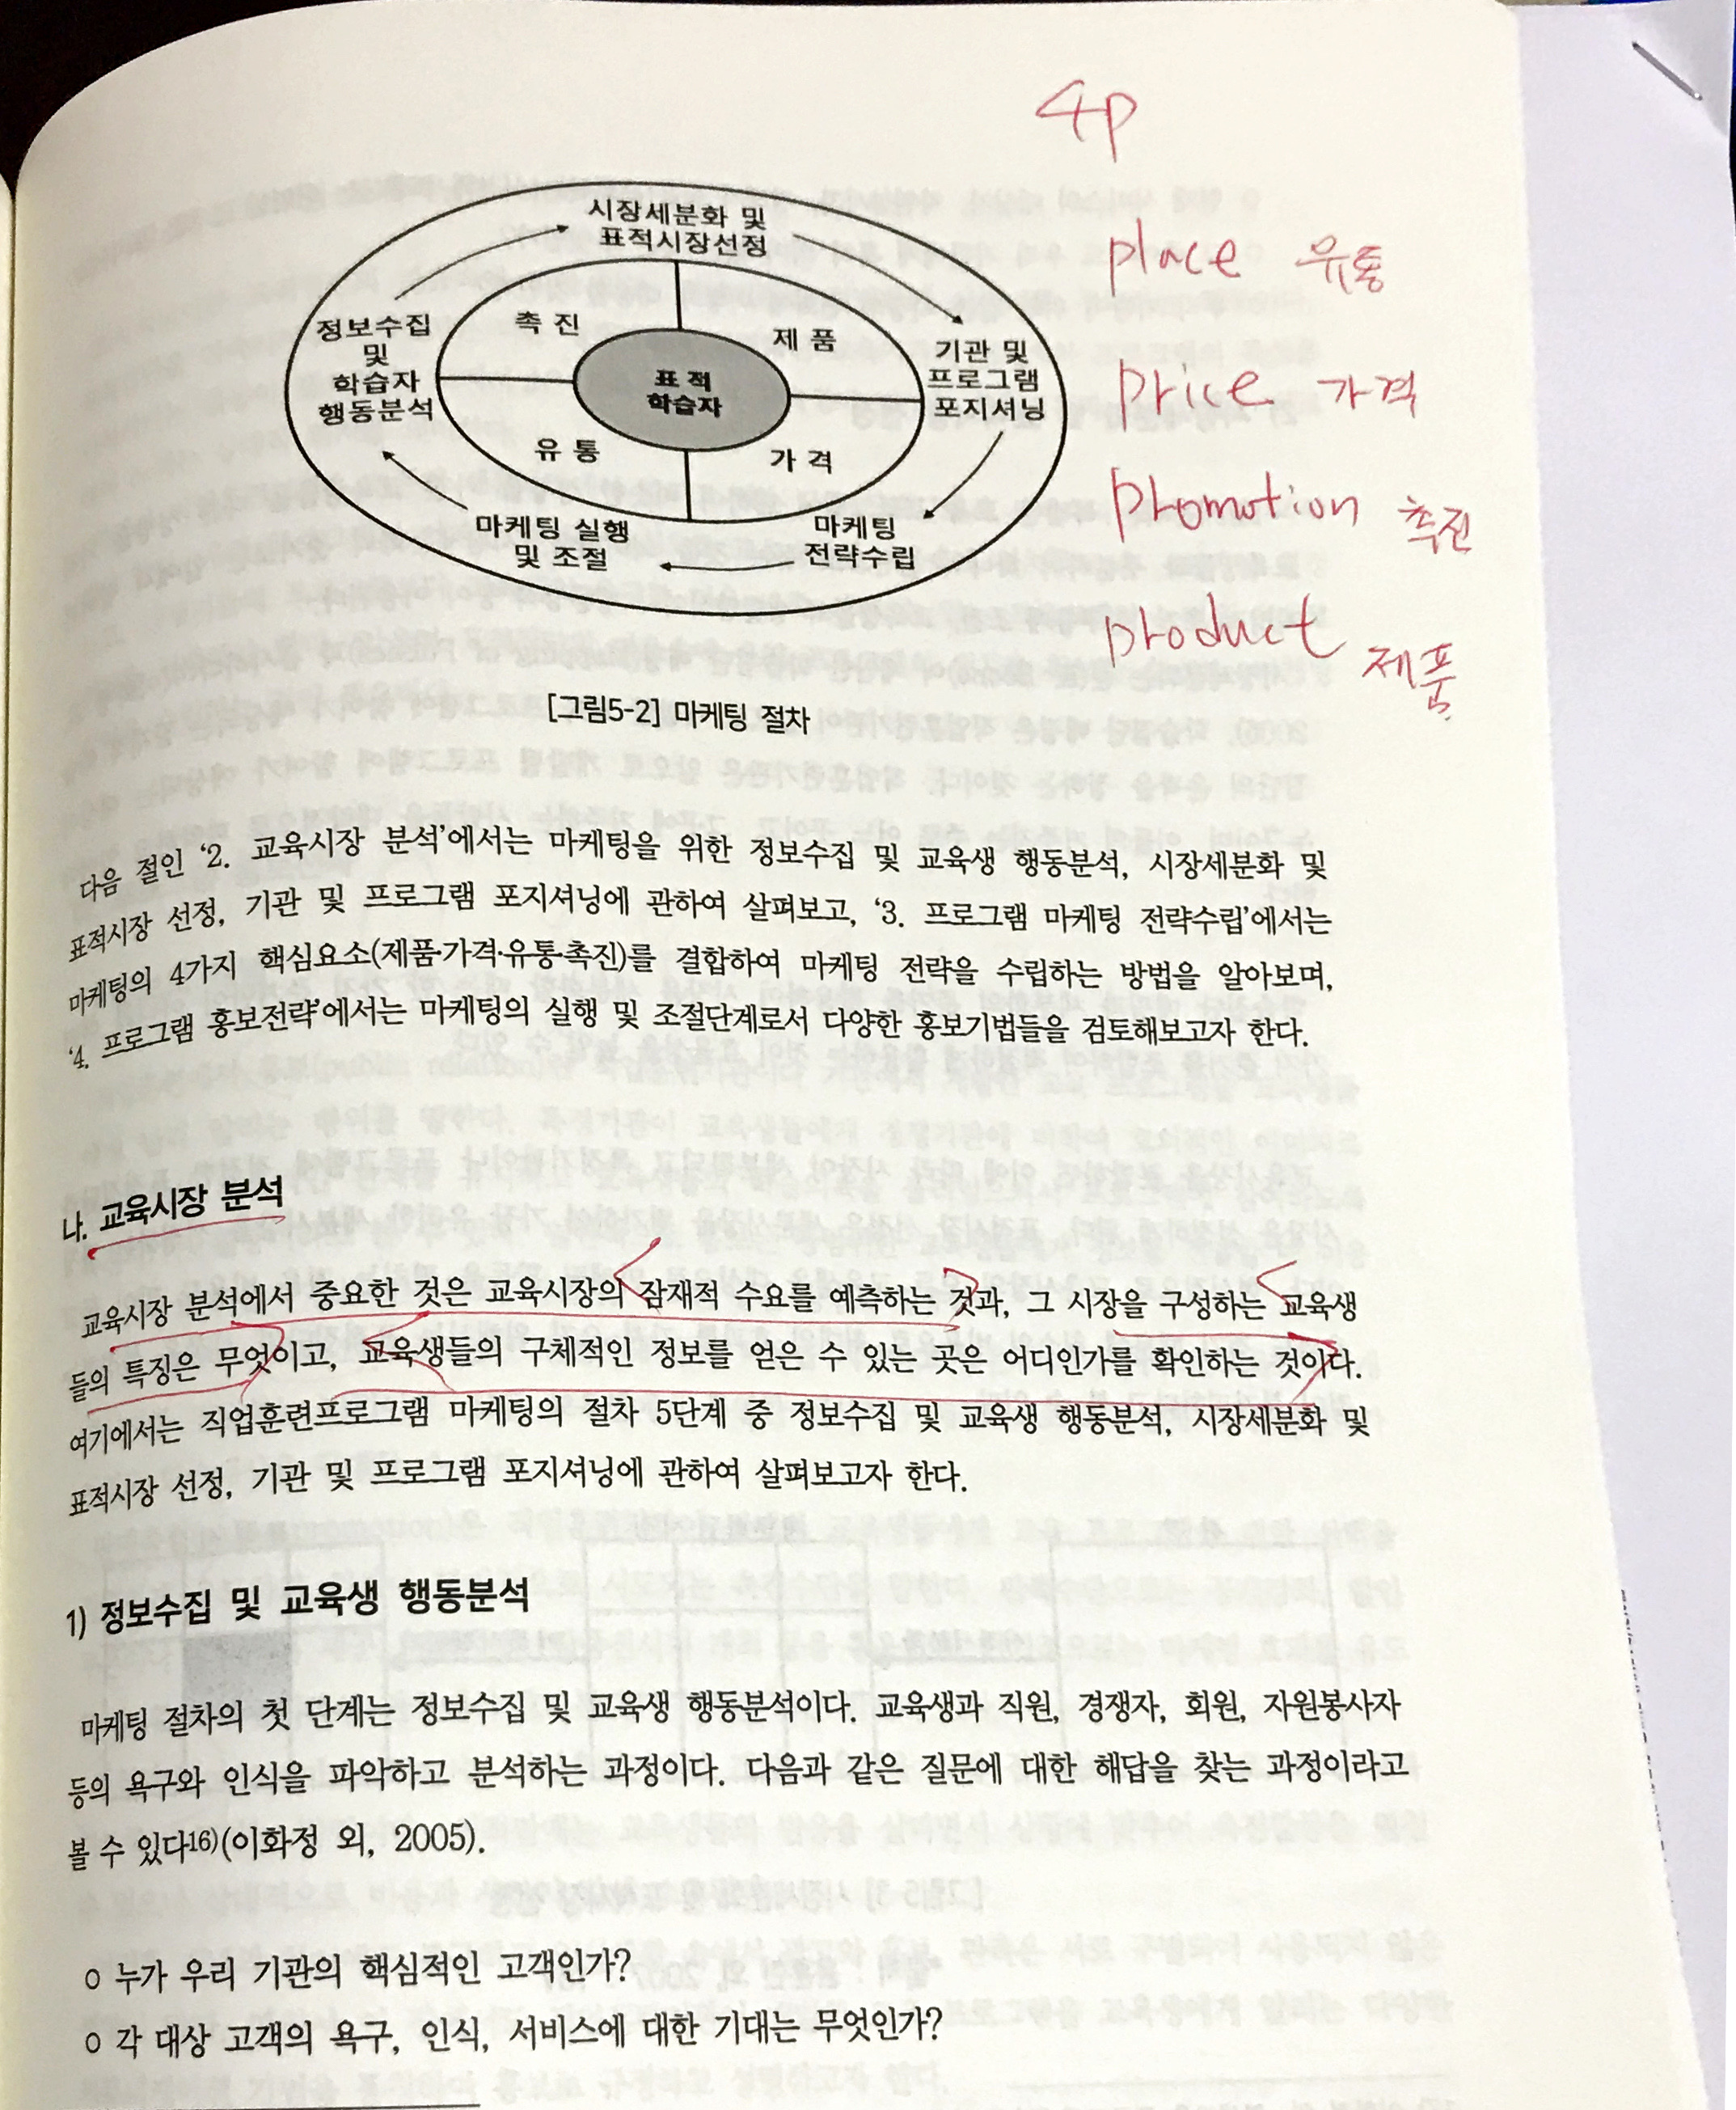 4p
시장세분화 및
표적시장선정
정보수집
및
학습자
행동분석
촉 진
제 품
기관 및
프로그램
포지셔닝
표 적
학습자
유 통
가 격
마케팅 실행
및 조절
마케팅
전략수립
place 유통
price 가격
promotion 촉진
product 제품
[그림5-2] 마케팅 절차
다음 절인 ‘2. 교육시장 분석’에서는 마케팅을 위한 정보수집 및 교육생 행동분석, 시장세분화 및
표적시장 선정, 기관 및 프로그램 포지셔닝에 관하여 살펴보고, ‘3. 프로그램 마케팅 전략수립’에서는
마케팅의 4가지 핵심요소(제품·가격·유통·촉진)를 결합하여 마케팅 전략을 수립하는 방법을 알아보며,
‘4. 프로그램 홍보전략’에서는 마케팅의 실행 및 조절단계로서 다양한 홍보기법들을 검토해보고자 한다.
나. 교육시장 분석
교육시장 분석에서 중요한 것은 교육시장의 잠재적 수요를 예측하는 것과, 그 시장을 구성하는 교육생
들의 특징은 무엇이고, 교육생들의 구체적인 정보를 얻은 수 있는 곳은 어디인가를 확인하는 것이다.
여기에서는 직업훈련프로그램 마케팅의 절차 5단계 중 정보수집 및 교육생 행동분석, 시장세분화 및
표적시장 선정, 기관 및 프로그램 포지셔닝에 관하여 살펴보고자 한다.
1) 정보수집 및 교육생 행동분석
마케팅 절차의 첫 단계는 정보수집 및 교육생 행동분석이다. 교육생과 직원, 경쟁자, 회원, 자원봉사자
등의 욕구와 인식을 파악하고 분석하는 과정이다. 다음과 같은 질문에 대한 해답을 찾는 과정이라고
볼 수 있다16)(이화정 외, 2005).
ㅇ 누가 우리 기관의 핵심적인 고객인가?
ㅇ 각 대상 고객의 욕구, 인식, 서비스에 대한 기대는 무엇인가?